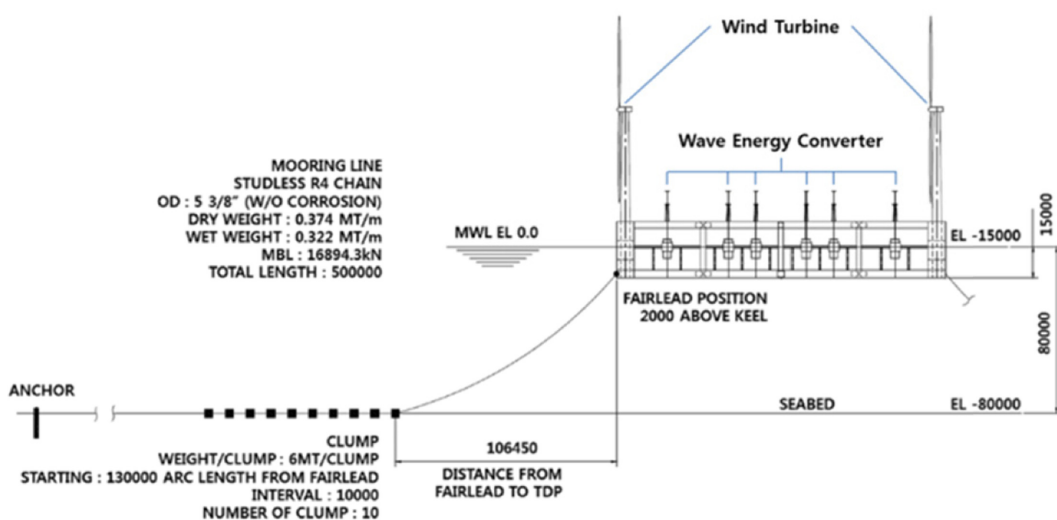 Wind Turbine
Wave Energy Converter
MOORING LINE
STUDLESS R4 CHAIN
OD : 5 3/8" (W/O CORROSION)
DRY WEIGHT : 0.374 MT/m
WET WEIGHT : 0.322 MT/m
MBL : 16894.3kN
TOTAL LENGTH : 500000
MWL EL 0.0
EL -15000
15000
FAIRLEAD POSITION
2000 ABOVE KEEL
80000
ANCHOR
SEABED
EL -80000
CLUMP
WEIGHT/CLUMP : 6MT/CLUMP
STARTING : 130000 ARC LENGTH FROM FAIRLEAD
INTERVAL : 10000
NUMBER OF CLUMP : 10
106450
DISTANCE FROM
FAIRLEAD TO TDP